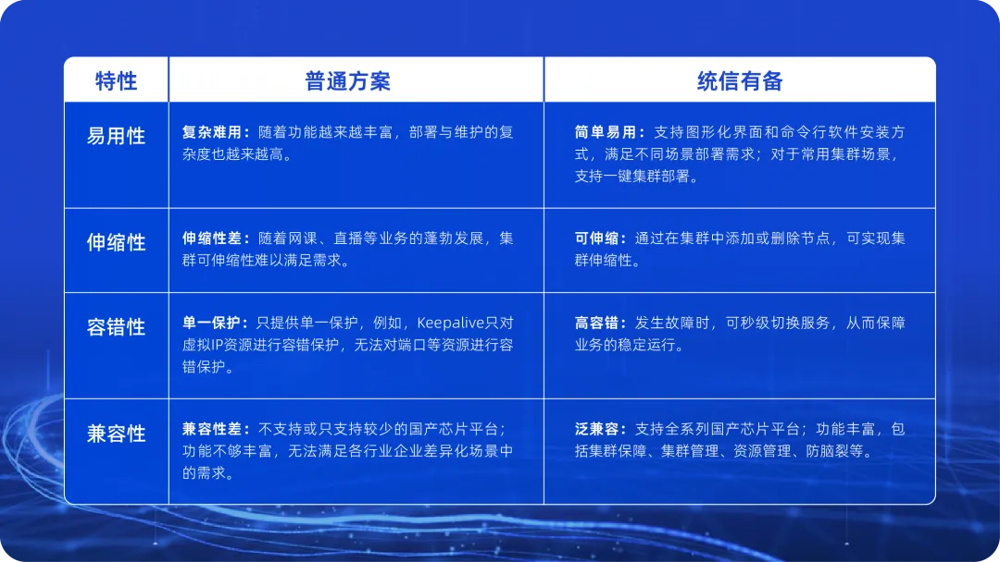 特性
普通方案
统信有备
易用性
复杂难用：随着功能越来越丰富，部署与维护的复
杂度也越来越高。
简单易用：支持图形化界面和命令行软件安装方
式，满足不同场景部署需求；对于常用集群场景，
支持一键集群部署。
伸缩性
伸缩性差：随着网课、直播等业务的蓬勃发展，集
群可伸缩性难以满足需求。
可伸缩：通过在集群中添加或删除节点，可实现集
群伸缩性。
容错性
单一保护：只提供单一保护，例如，Keepalive只对
虚拟IP资源进行容错保护，无法对端口等资源进行容
错保护。
高容错：发生故障时，可秒级切换服务，从而保障
业务的稳定运行。
兼容性
兼容性差：不支持或只支持较少的国产芯片平台；
功能不够丰富，无法满足各行业企业差异化场景中
的需求。
泛兼容：支持全系列国产芯片平台；功能丰富，包
括集群保障、集群管理、资源管理、防脑裂等。